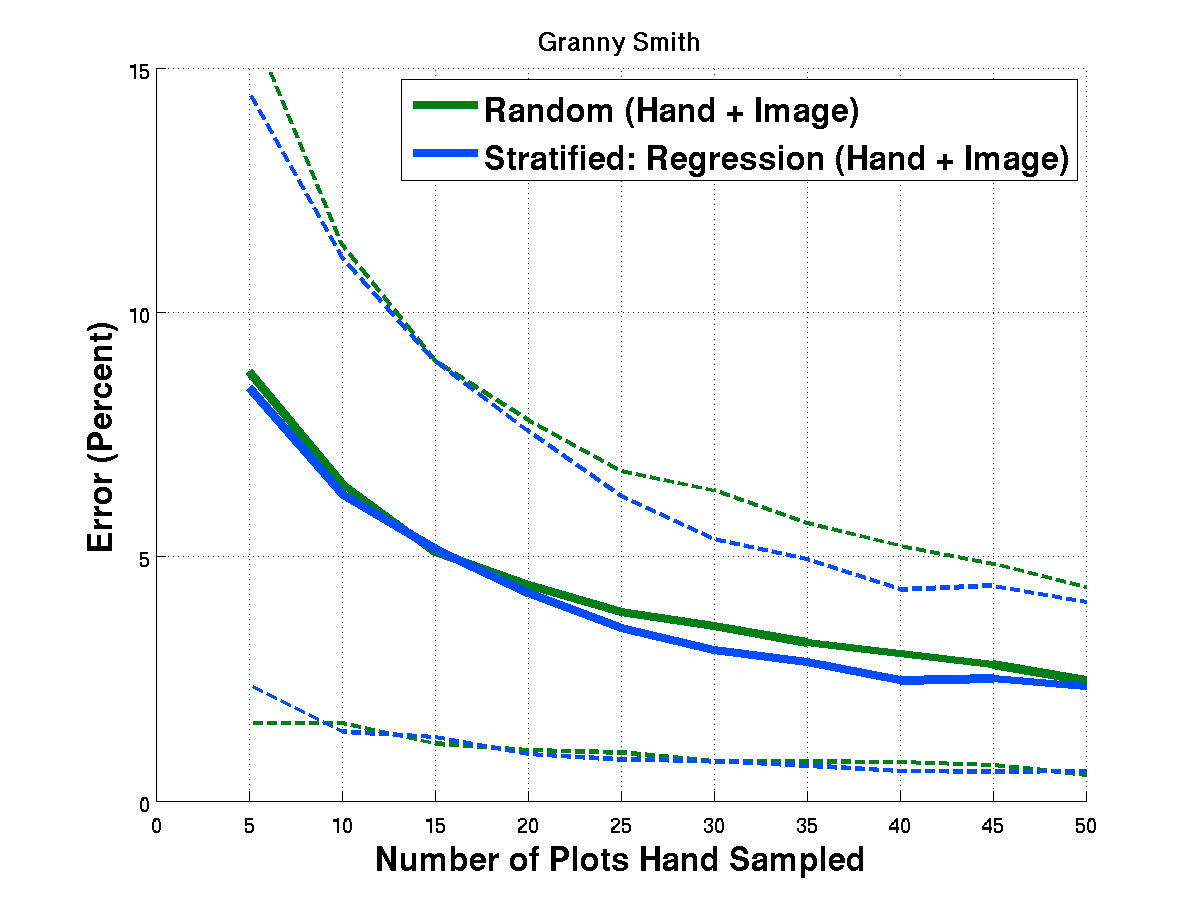 Granny Smith
Random (Hand + Image)
Stratified: Regression (Hand + Image)
Error (Percent)
15
10
5
0
0 5 10 15 20 25 30 35 40 45 50
Number of Plots Hand Sampled